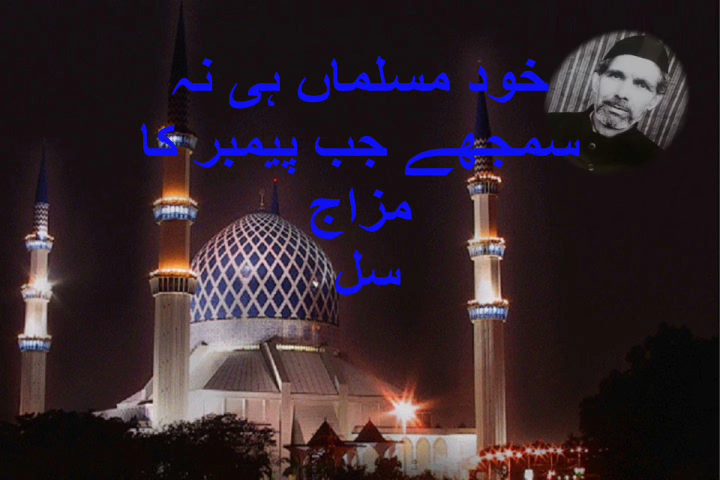 خود مسلماں ہی نہ
سمجھے جب پیمبر کا
مزاج
سل